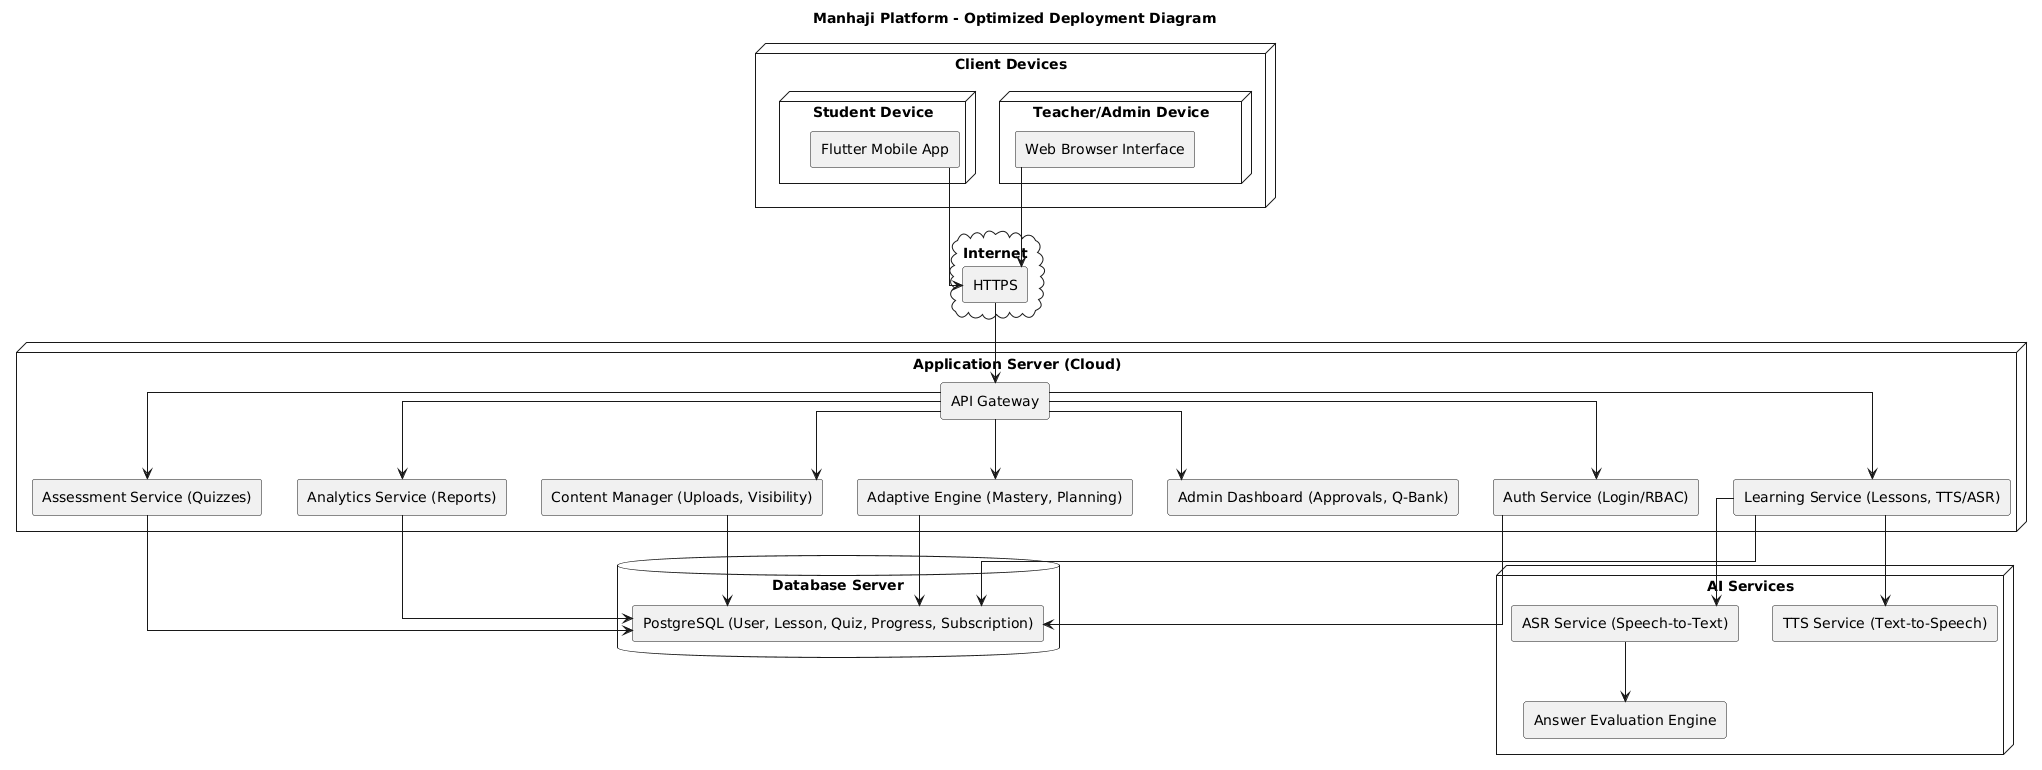 Manhaji Platform - Optimized Deployment Diagram
Client Devices
Student Device
Teacher/Admin Device
Flutter Mobile App
Web Browser Interface
Internet
HTTPS
Application Server (Cloud)
API Gateway
Assessment Service (Quizzes)
Analytics Service (Reports)
Content Manager (Uploads, Visibility)
Adaptive Engine (Mastery, Planning)
Admin Dashboard (Approvals, Q-Bank)
Auth Service (Login/RBAC)
Learning Service (Lessons, TTS/ASR)
Database Server
AI Services
PostgreSQL (User, Lesson, Quiz, Progress, Subscription)
ASR Service (Speech-to-Text)
TTS Service (Text-to-Speech)
Answer Evaluation Engine